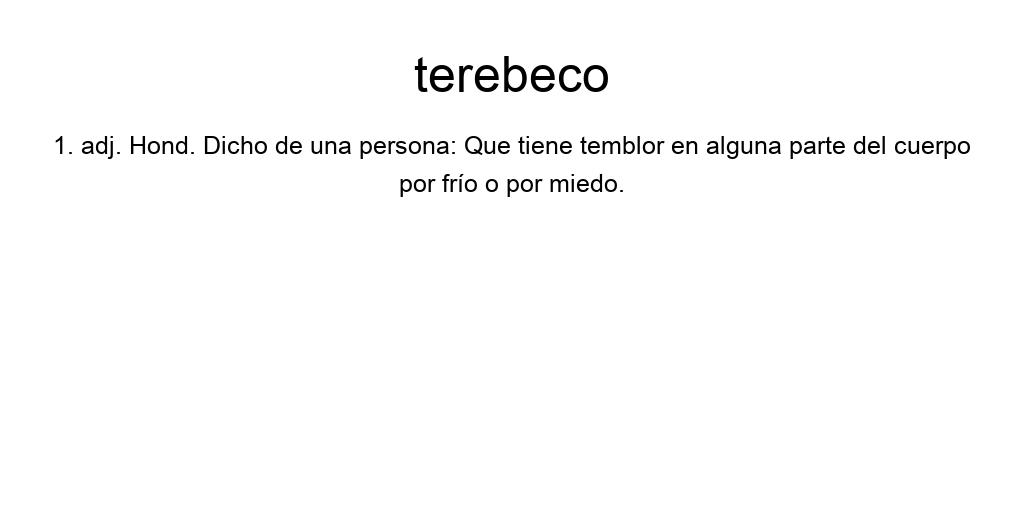 terebeco
1. adj. Hond. Dicho de una persona: Que tiene temblor en alguna parte del cuerpo
por frío o por miedo.